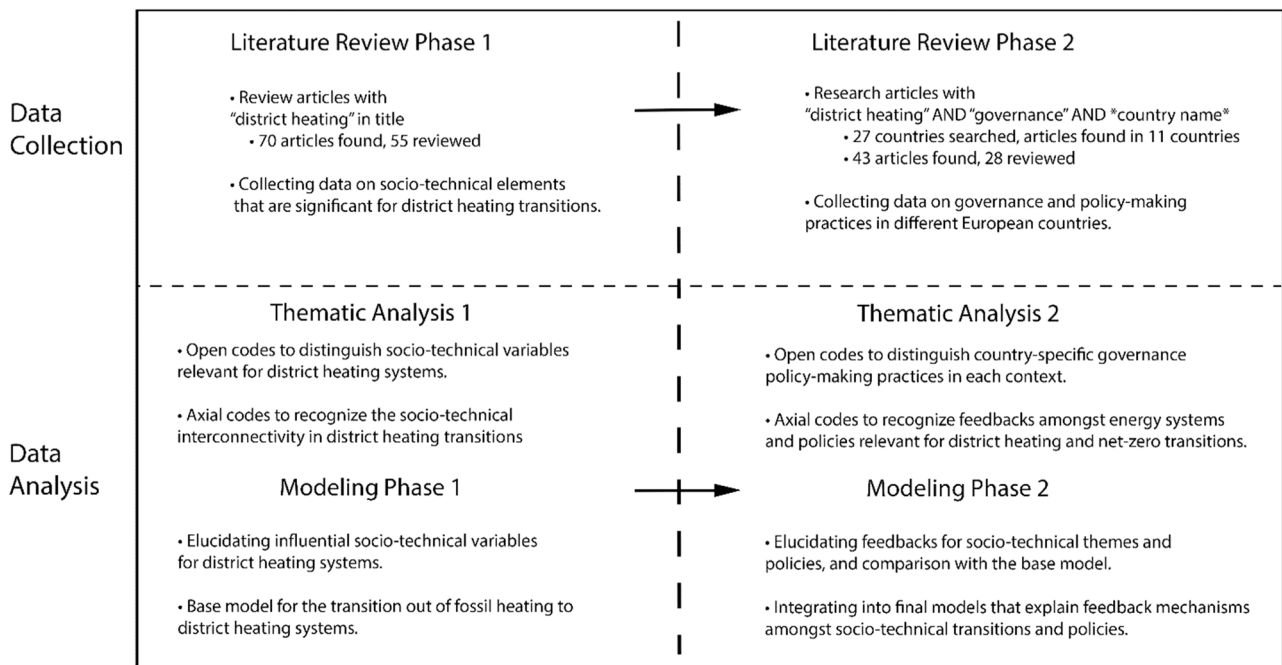 Data
Collection
Literature Review Phase 1
• Review articles with
“district heating” in title
• 70 articles found, 55 reviewed
• Collecting data on socio-technical elements
that are significant for district heating transitions.
Literature Review Phase 2
• Research articles with
“district heating” AND “governance” AND *country name*
• 27 countries searched, articles found in 11 countries
• 43 articles found, 28 reviewed
• Collecting data on governance and policy-making
practices in different European countries.
Data
Analysis
Thematic Analysis 1
• Open codes to distinguish socio-technical variables
relevant for district heating systems.
• Axial codes to recognize the socio-technical
interconnectivity in district heating transitions
Modeling Phase 1
• Elucidating influential socio-technical variables
for district heating systems.
• Base model for the transition out of fossil heating to
district heating systems.
Thematic Analysis 2
• Open codes to distinguish country-specific governance
policy-making practices in each context.
• Axial codes to recognize feedbacks amongst energy systems
and policies relevant for district heating and net-zero transitions.
Modeling Phase 2
• Elucidating feedbacks for socio-technical themes and
policies, and comparison with the base model.
• Integrating into final models that explain feedback mechanisms
amongst socio-technical transitions and policies.